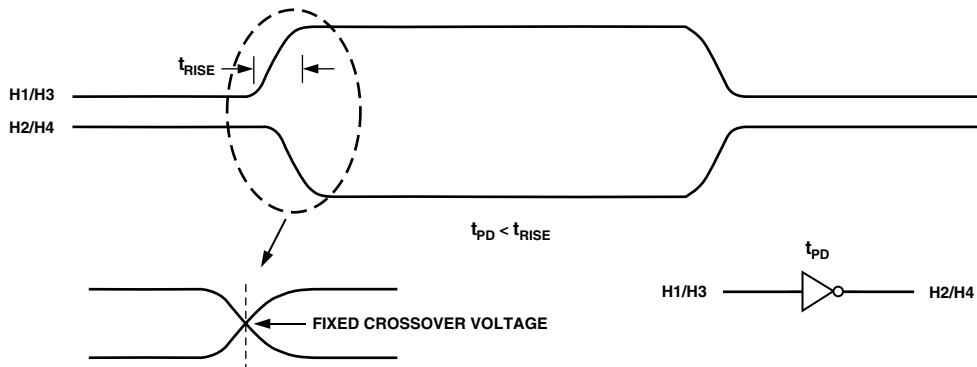 tRISE
H1/H3
H2/H4
tPD < tRISE
tPD
H1/H3
H2/H4
FIXED CROSSOVER VOLTAGE